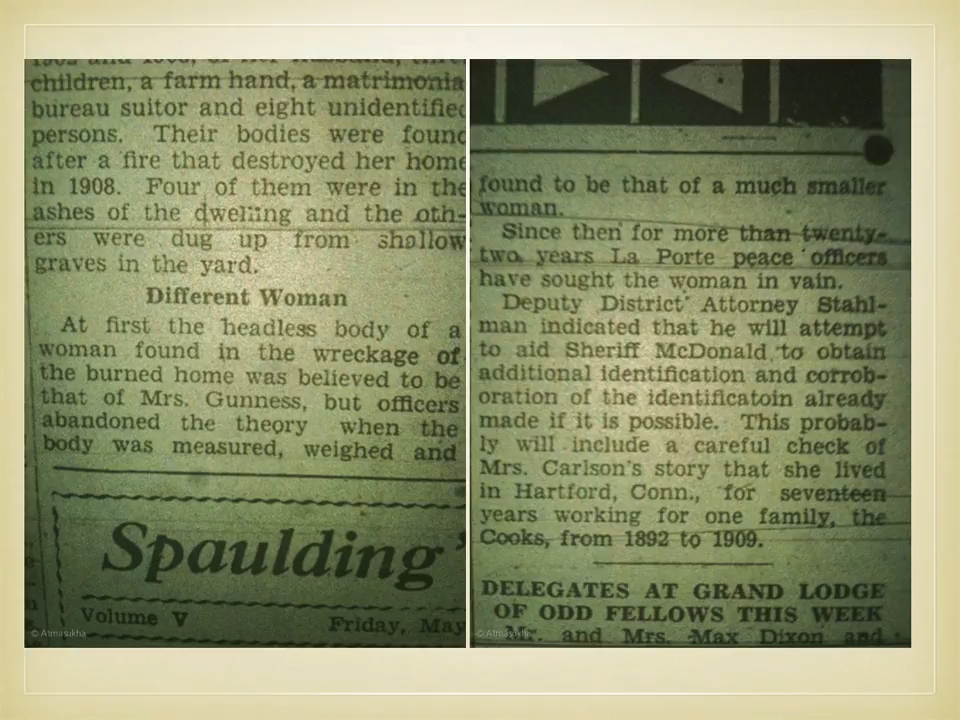 children, a farm hand, a matrimonia
bureau suitor and eight unidentified
persons. Their bodies were found
after a fire that destroyed her home
in 1908. Four of them were in the
ashes of the dwelling and the oth-
ers were dug up from shallow
graves in the yard.
Different Woman
At first the headless body of a
woman found in the wreckage of
the burned home was believed to be
that of Mrs. Gunness, but officers
abandoned the theory when the
body was measured, weighed and
Spaulding'
Volume V
Friday, May
© Atmasukha
found to be that of a much smaller
woman.
Since then for more than twenty-
two years La Porte peace officers
have sought the woman in vain.
Deputy District Attorney Stahl-
man indicated that he will attempt
to aid Sheriff McDonald to obtain
additional identification and corrob-
oration of the identificatoin already
made if it is possible. This probab-
ly will include a careful check of
Mrs. Carlson's story that she lived
in Hartford, Conn., for seventeen
years working for one family, the
Cooks, from 1892 to 1909.
DELEGATES AT GRAND LODGE
OF ODD FELLOWS THIS WEEK
Mr. and Mrs. Max Dixon and
© Atmasukha